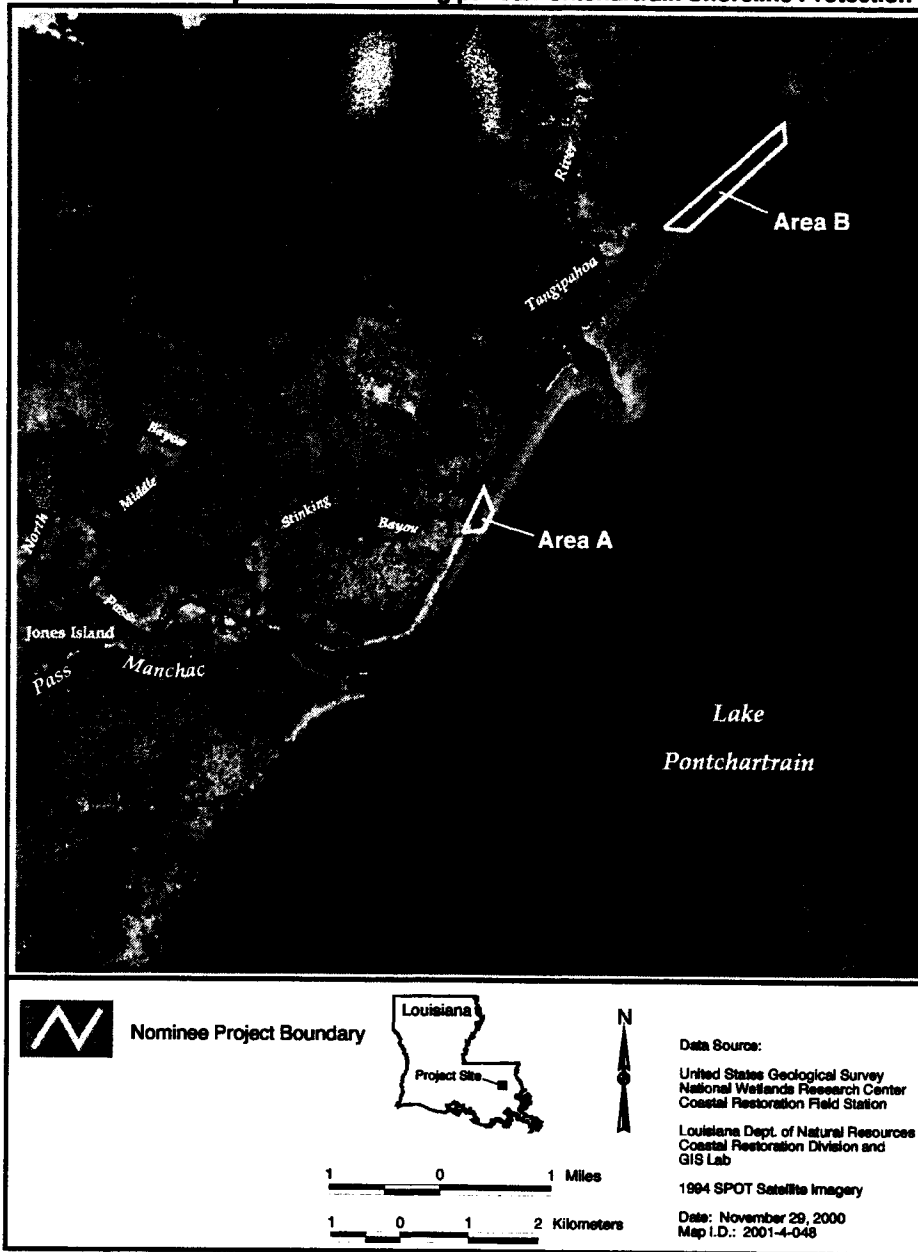 Shoreline Protection
River
Area B
Tangipahoa
Bayou
Middle
Stinking
Bayou
North
Area A
Pass
Jones Island
Pass Manchac
Lake
Pontchartrain
Nominee Project Boundary
Louisiana
Project Site
N
Data Source:
United States Geological Survey
National Wetlands Research Center
Coastal Restoration Field Station
Louisiana Dept. of Natural Resources
Coastal Restoration Division and
GIS Lab
1994 SPOT Satellite Imagery
Date: November 29, 2000
Map I.D.: 2001-4-048
1 0 1 Miles
1 0 1 2 Kilometers